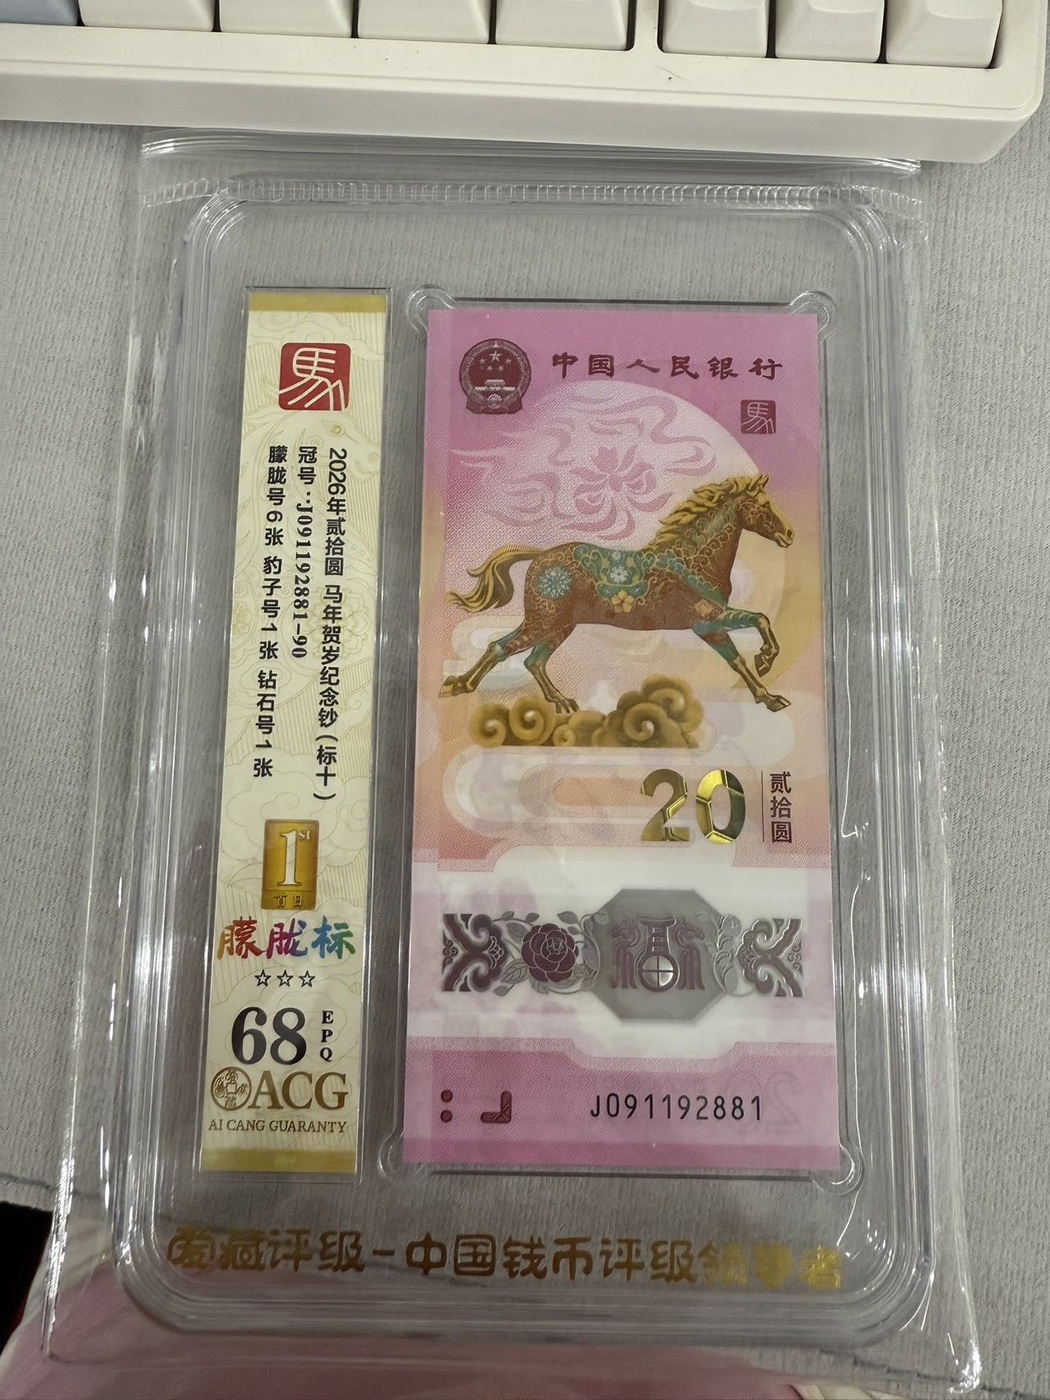 馬
2026年贰拾圆 马年贺岁纪念钞（标十）
冠号：J091192881-90
朦胧号6张 豹子号1张 钻石号1张
1st
首日
朦胧标
☆☆☆
68
EPQ
ACG
AI CANG GUARANTY
中国人民银行
馬
20
贰拾圆
福
J091192881
爱藏评级-中国钱币评级领导者